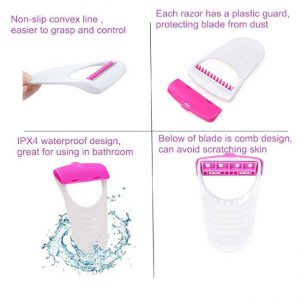 Non-slip convex line ,
easier to grasp and control
Each razor has a plastic guard,
protecting blade from dust
IPX4 waterproof design,
great for using in bathroom
Below of blade is comb design,
can avoid scratching skin